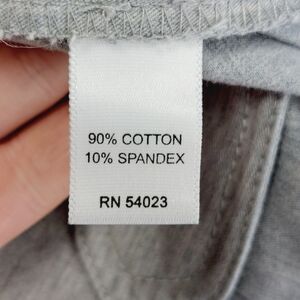 90% COTTON
10% SPANDEX
RN 54023